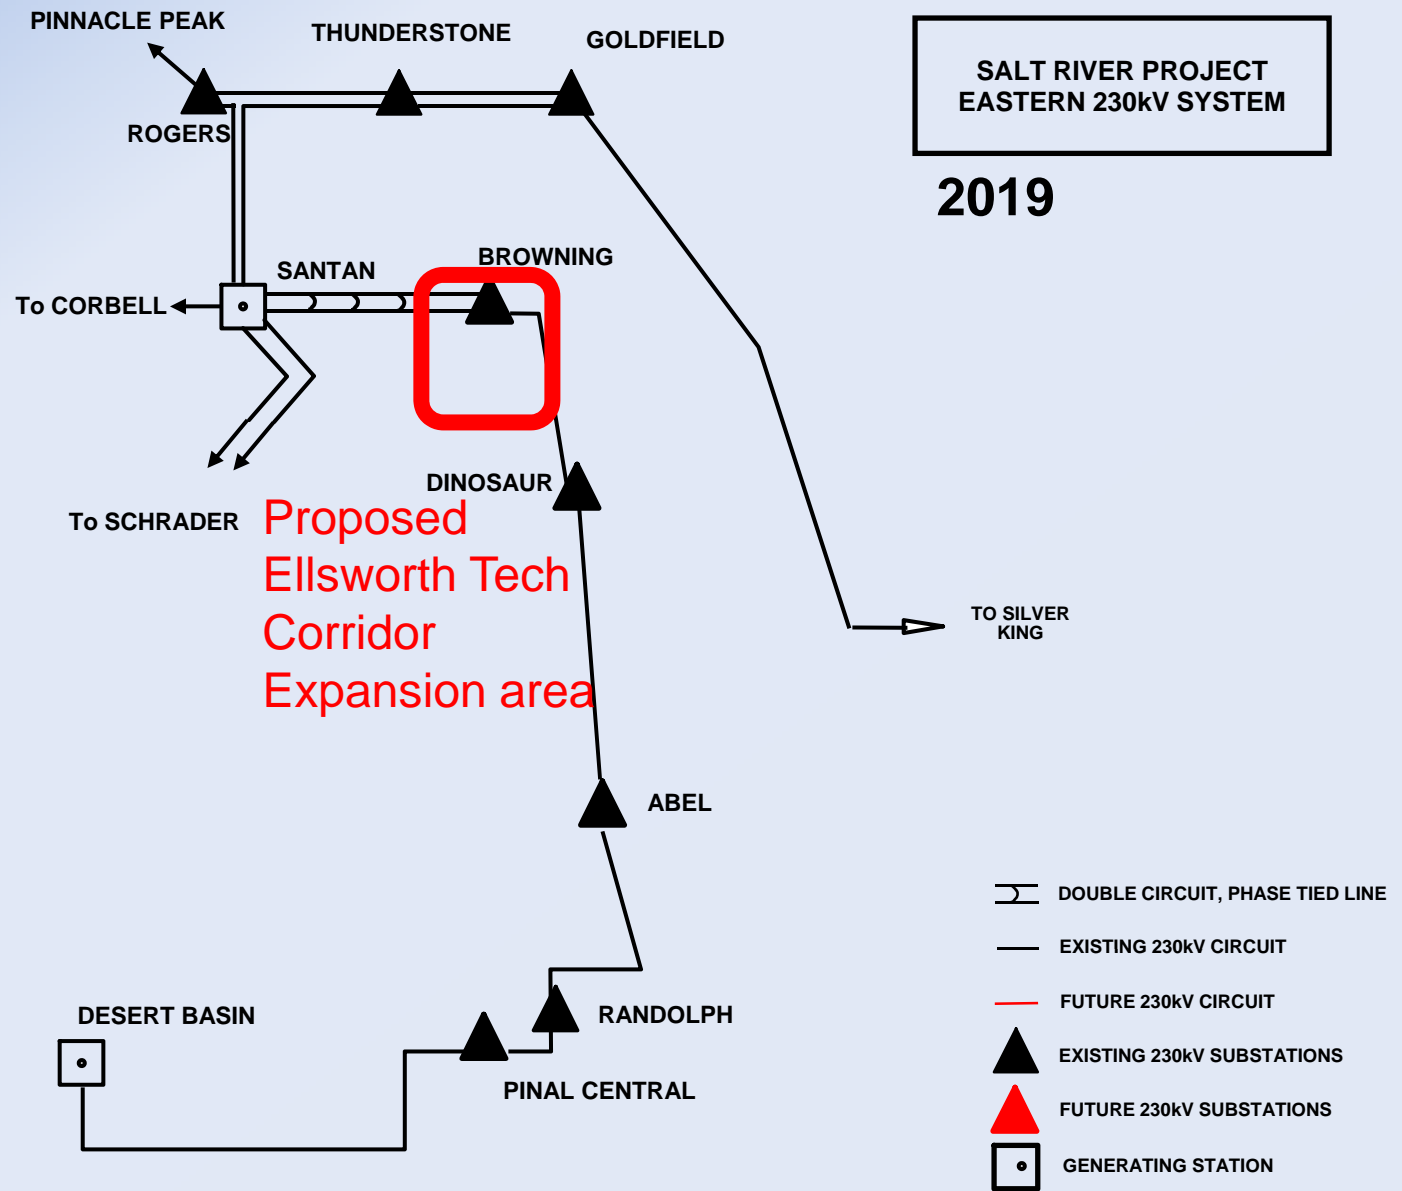 PINNACLE PEAK
THUNDERSTONE
GOLDFIELD
SALT RIVER PROJECT
EASTERN 230kV SYSTEM
2019
ROGERS
BROWNING
SANTAN
To CORBELL
DINOSAUR
To SCHRADER
Proposed
Ellsworth Tech
Corridor
Expansion area
TO SILVER
KING
ABEL
DOUBLE CIRCUIT, PHASE TIED LINE
EXISTING 230kV CIRCUIT
FUTURE 230kV CIRCUIT
EXISTING 230kV SUBSTATIONS
FUTURE 230kV SUBSTATIONS
GENERATING STATION
DESERT BASIN
RANDOLPH
PINAL CENTRAL